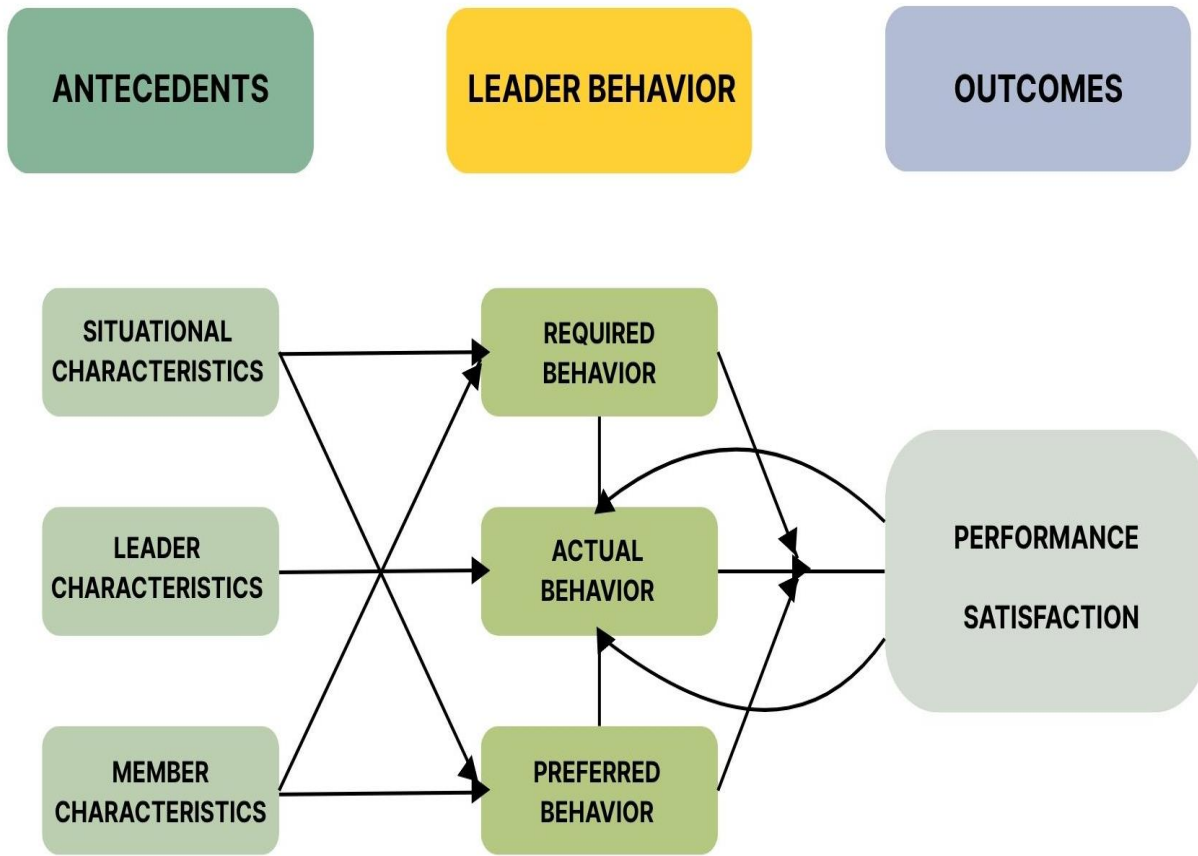 ANTECEDENTS
LEADER BEHAVIOR
OUTCOMES
SITUATIONAL
CHARACTERISTICS
REQUIRED
BEHAVIOR
LEADER
CHARACTERISTICS
ACTUAL
BEHAVIOR
PERFORMANCE
SATISFACTION
MEMBER
CHARACTERISTICS
PREFERRED
BEHAVIOR